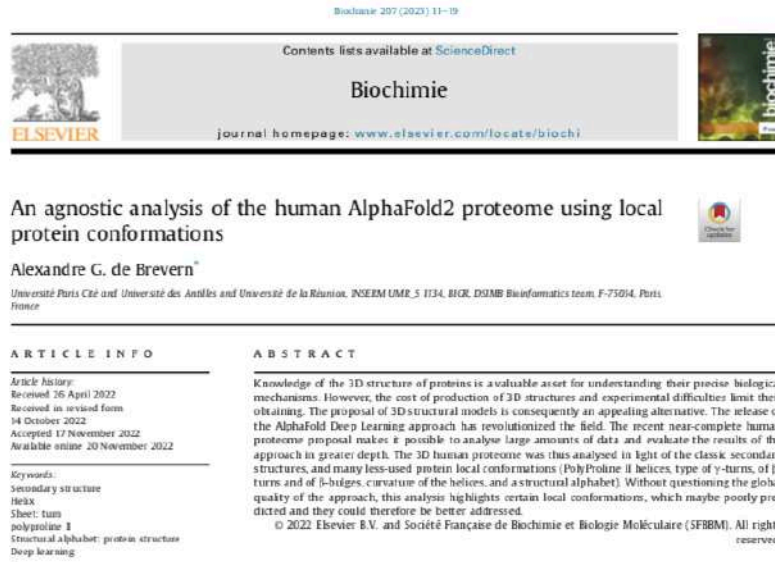 Biochimie 207 (2023) 11–19
Contents lists available at ScienceDirect
Biochimie
journal homepage: www.elsevier.com/locate/biochi
ELSEVIER
biochimie
An agnostic analysis of the human AlphaFold2 proteome using local
protein conformations
Check for
updates
Alexandre G. de Brevern*
Université Paris Cité and Université des Antilles and Université de la Réunion, INSERM UMR_S 1134, BIGR, DSIMB Bioinformatics team, F-75014, Paris,
France
ARTICLE INFO
Article history:
Received 26 April 2022
Received in revised form
14 October 2022
Accepted 17 November 2022
Available online 20 November 2022
Keywords:
Secondary structure
Helix
Sheet; turn
polyproline II
Structural alphabet; protein structure
Deep learning
ABSTRACT
Knowledge of the 3D structure of proteins is a valuable asset for understanding their precise biologica
mechanisms. However, the cost of production of 3D structures and experimental difficulties limit thei
obtaining. The proposal of 3D structural models is consequently an appealing alternative. The release o
the AlphaFold Deep Learning approach has revolutionized the field. The recent near-complete huma
proteome proposal makes it possible to analyse large amounts of data and evaluate the results of th
approach in greater depth. The 3D human proteome was thus analysed in light of the classic secondar
structures, and many less-used protein local conformations (PolyProline II helices, type of γ-turns, of β
turns and of β-bulges, curvature of the helices, and a structural alphabet). Without questioning the globa
quality of the approach, this analysis highlights certain local conformations, which maybe poorly pre
dicted and they could therefore be better addressed.
© 2022 Elsevier B.V. and Société Française de Biochimie et Biologie Moléculaire (SFBBM). All right
reserved